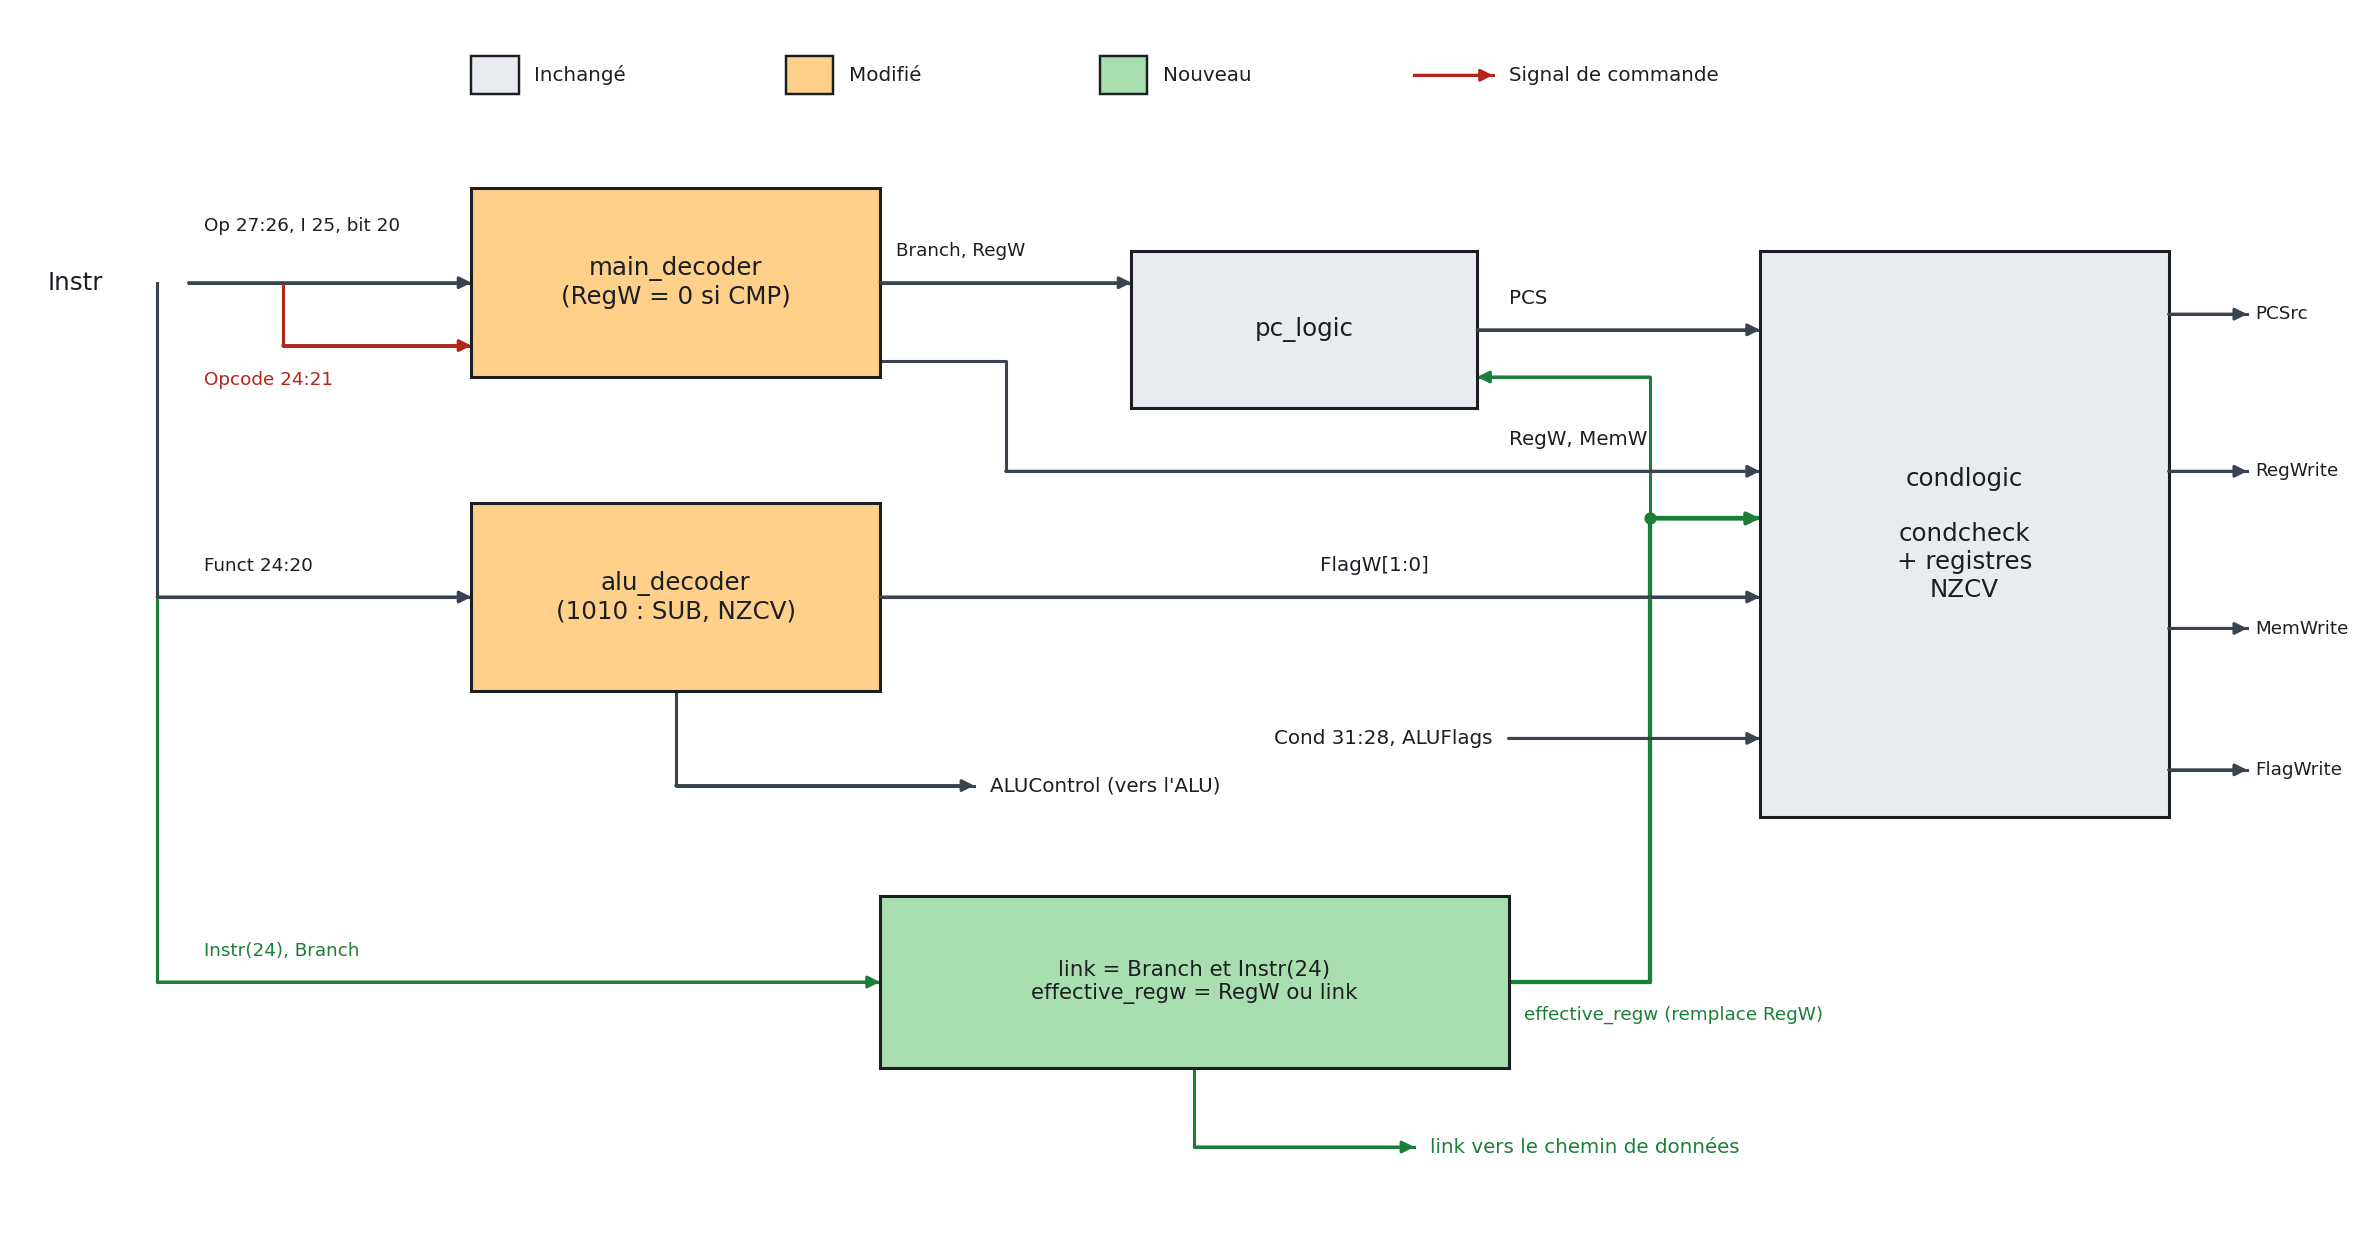 Inchangé
Modifié
Nouveau
Signal de commande
Op 27:26, I 25, bit 20
Instr
main_decoder
(RegW = 0 si CMP)
Opcode 24:21
Branch, RegW
pc_logic
PCS
PCSrc
RegW, MemW
RegWrite
condlogic
condcheck
+ registres
NZCV
Funct 24:20
alu_decoder
(1010 : SUB, NZCV)
FlagW[1:0]
MemWrite
Cond 31:28, ALUFlags
FlagWrite
ALUControl (vers l'ALU)
Instr(24), Branch
link = Branch et Instr(24)
effective_regw = RegW ou link
effective_regw (remplace RegW)
link vers le chemin de données